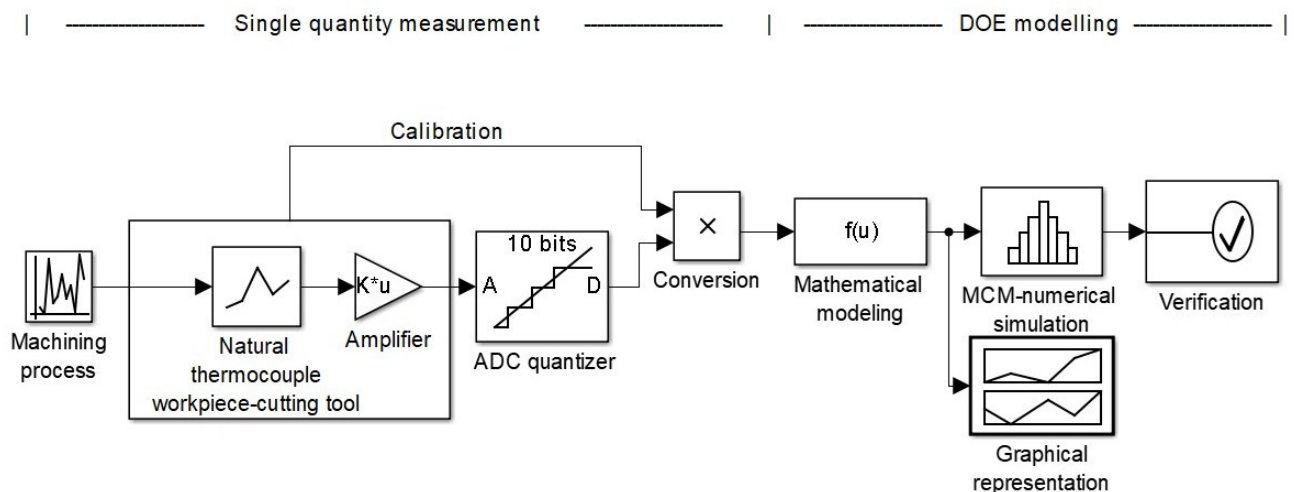 Single quantity measurement
DOE modelling
Calibration
10 bits
A
D
K*u
×
f(u)
Machining
process
Natural
thermocouple
workpiece-cutting tool
Amplifier
ADC quantizer
Conversion
Mathematical
modeling
MCM-numerical
simulation
Verification
Graphical
representation